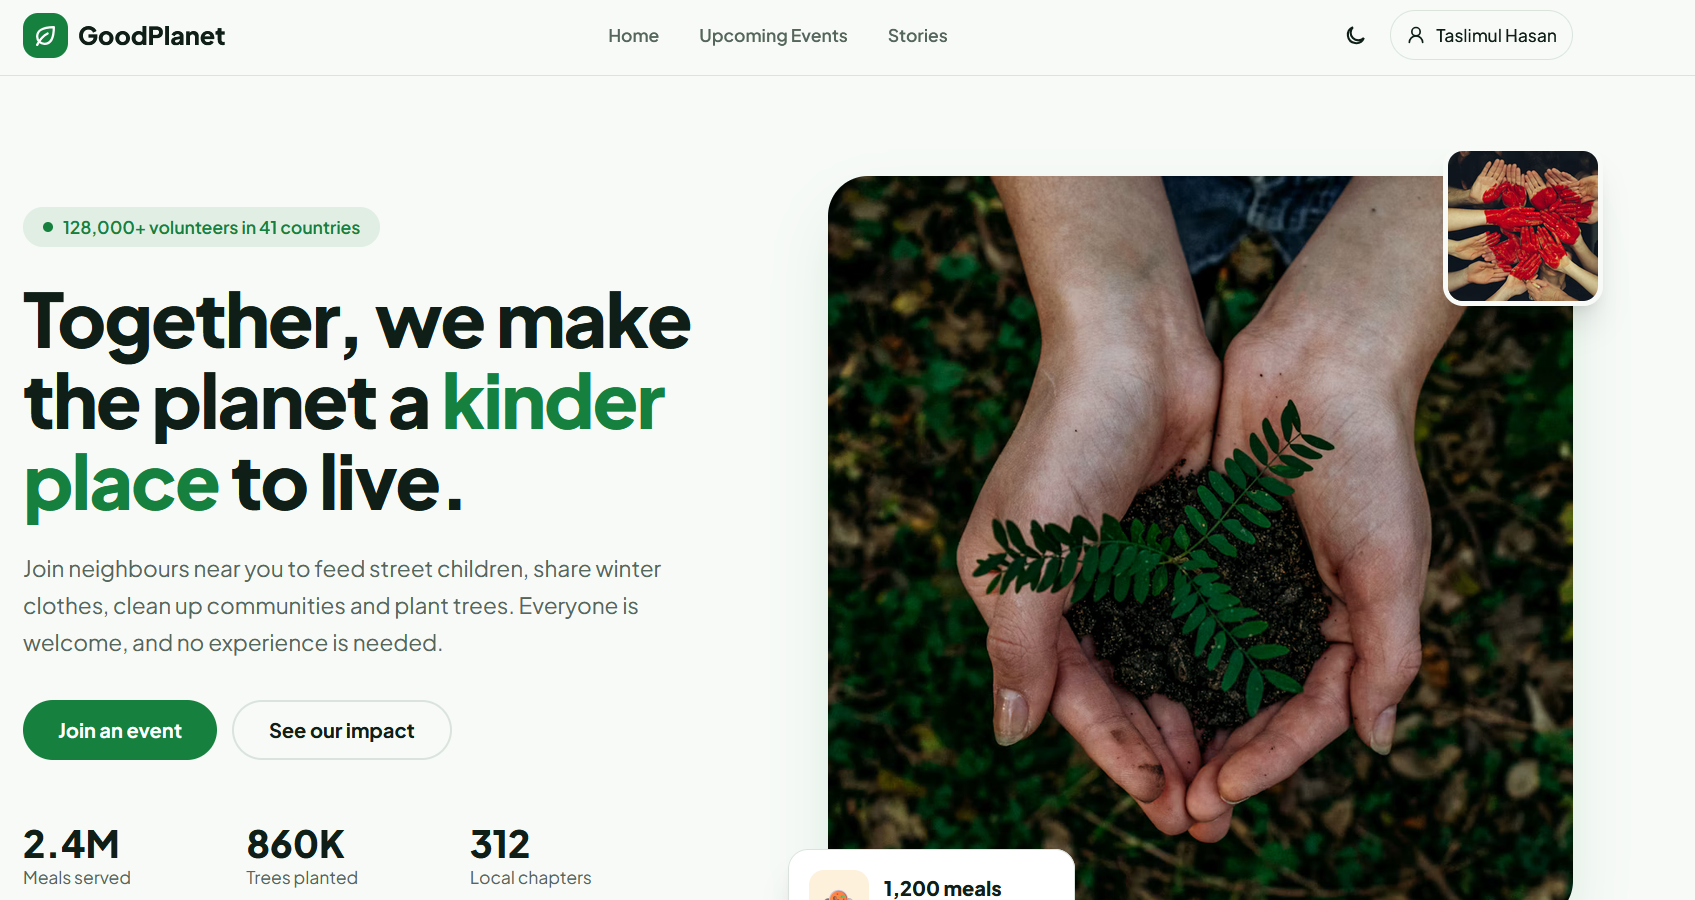 GoodPlanet
Home
Upcoming Events
Stories
Taslimul Hasan
128,000+ volunteers in 41 countries
Together, we make
the planet a kinder
place to live.
Join neighbours near you to feed street children, share winter
clothes, clean up communities and plant trees. Everyone is
welcome, and no experience is needed.
Join an event
See our impact
2.4M
Meals served
860K
Trees planted
312
Local chapters
1,200 meals